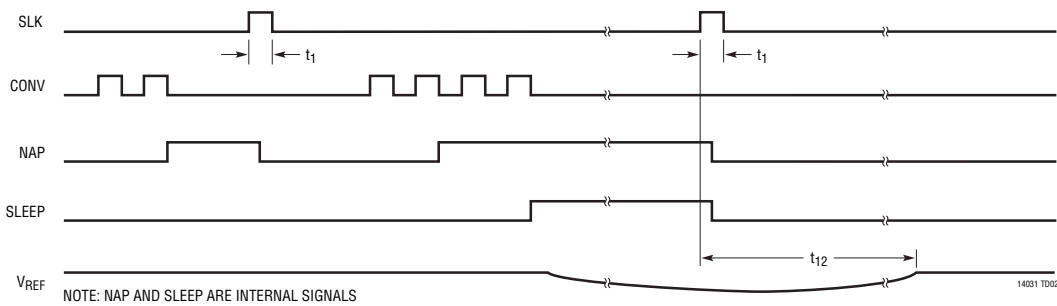 SLK
t1
t1
CONV
NAP
SLEEP
t12
VREF
NOTE: NAP AND SLEEP ARE INTERNAL SIGNALS
14031 TD02